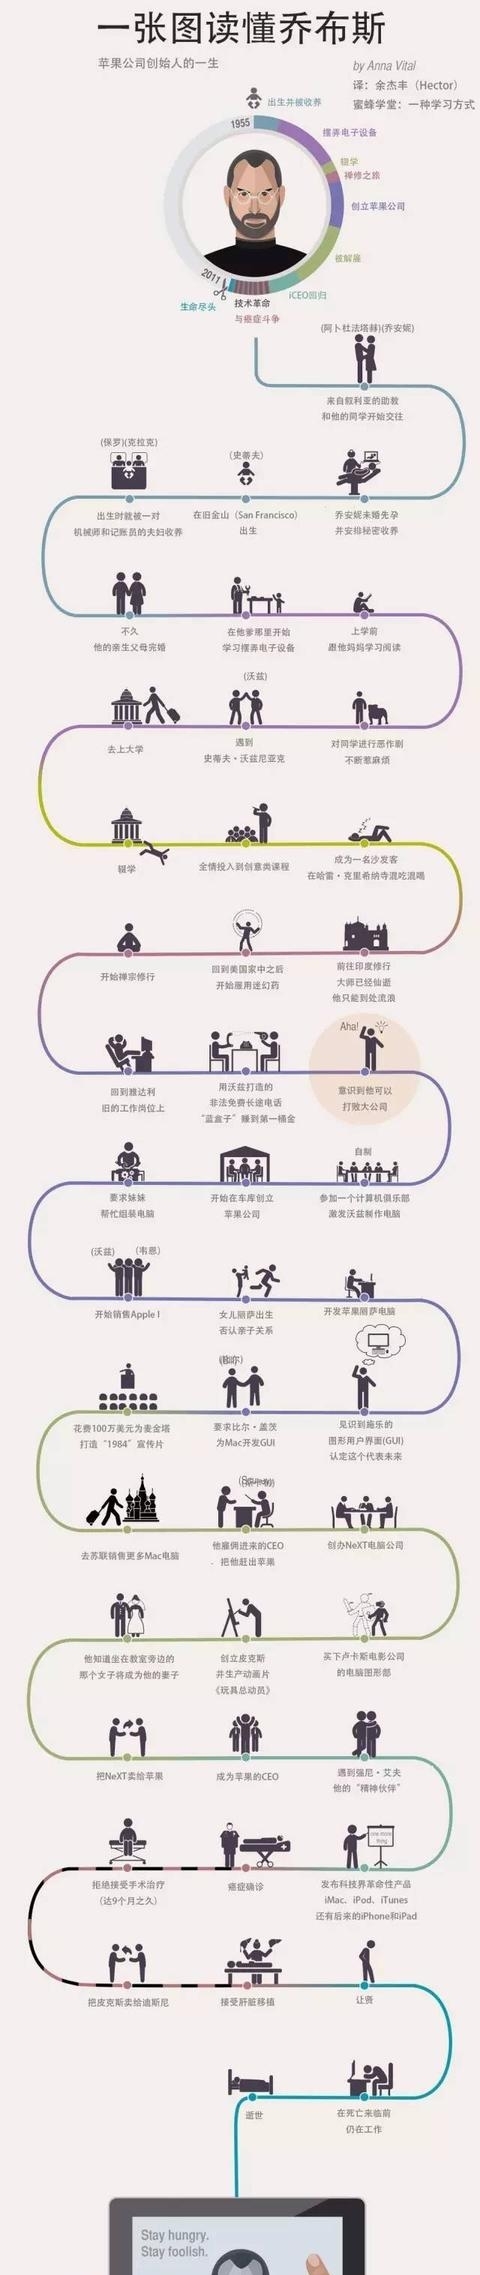 一张图读懂乔布斯
苹果公司创始人的一生
by Anna Vital
译：余杰丰（Hector）
蜜蜂学堂：一种学习方式
出生并被收养
1955
摆弄电子设备
辍学
禅修之旅
创立苹果公司
被解雇
iCEO回归
2011
技术革命
生命尽头
与癌症斗争
(阿卜杜法塔赫)(乔安妮)
来自叙利亚的助教
和他的同学开始交往
(保罗)(克拉克)
(史蒂夫)
出生时就被一对
机械师和记账员的夫妇收养
在旧金山（San Francisco）
出生
乔安妮未婚先孕
并安排秘密收养
不久
他的亲生父母完婚
在他爹那里开始
学习摆弄电子设备
上学前
跟他妈妈学习阅读
(沃兹)
去上大学
遇到
史蒂夫·沃兹尼亚克
对同学进行恶作剧
不断惹麻烦
辍学
全情投入到创意类课程
成为一名沙发客
在哈雷·克里希纳寺混吃混喝
开始禅宗修行
回到美国家中之后
开始服用迷幻药
前往印度修行
大师已经仙逝
他只能到处流浪
Aha!
回到雅达利
旧的工作岗位上
用沃兹打造的
非法免费长途电话
“蓝盒子”赚到第一桶金
意识到他可以
打败大公司
自制
要求妹妹
帮忙组装电脑
开始在车库创立
苹果公司
参加一个计算机俱乐部
激发沃兹制作电脑
(沃兹)
(韦恩)
开始销售Apple I
女儿丽萨出生
否认亲子关系
开发苹果丽萨电脑
花费100万美元为麦金塔
打造“1984”宣传片
要求比尔·盖茨
为Mac开发GUI
见识到施乐的
图形用户界面(GUI)
认定这个代表未来
去苏联销售更多Mac电脑
他雇佣进来的CEO
把他赶出苹果
创办NeXT电脑公司
他知道坐在教室旁边的
那个女子将成为他的妻子
创立皮克斯
并生产动画片
《玩具总动员》
买下卢卡斯电影公司
的电脑图形部
把NeXT卖给苹果
成为苹果的CEO
遇到强尼·艾夫
他的“精神伙伴”
one more
thing
拒绝接受手术治疗
(达9个月之久)
癌症确诊
发布科技界革命性产品
iMac、iPod、iTunes
还有后来的iPhone和iPad
把皮克斯卖给迪斯尼
接受肝脏移植
让贤
逝世
在死亡来临前
仍在工作
Stay hungry.
Stay foolish.